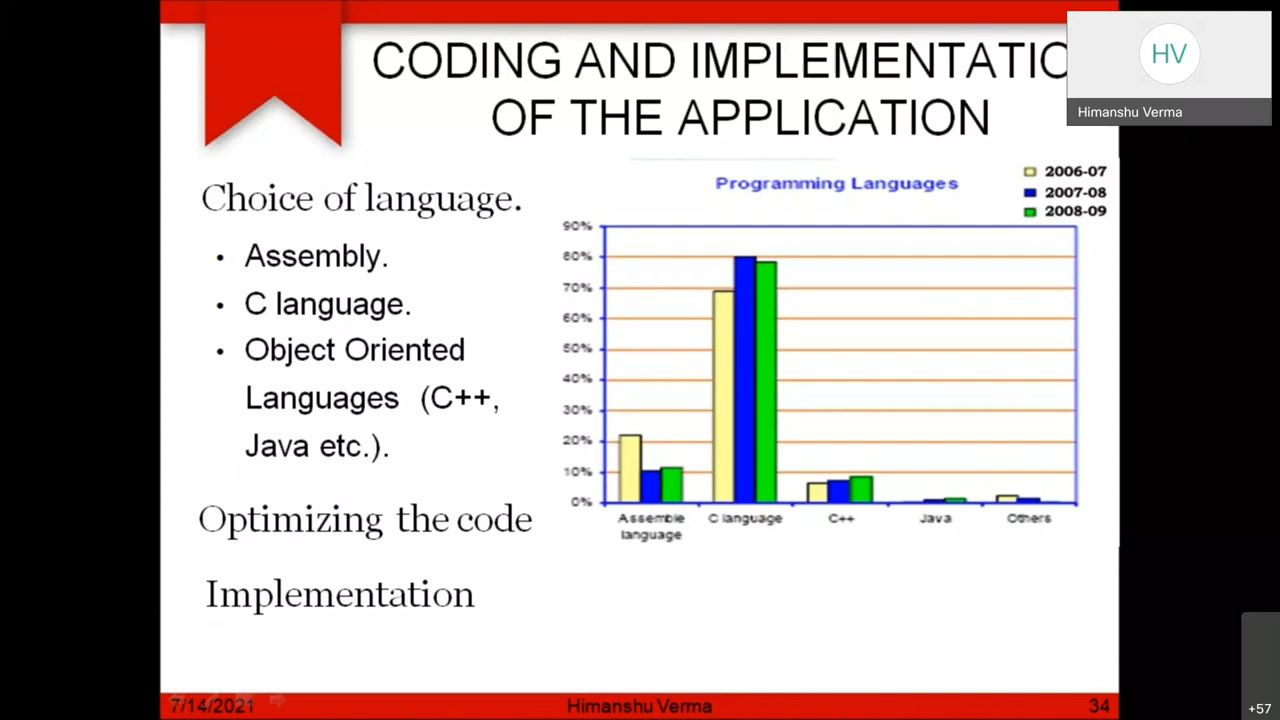 CODING AND IMPLEMENTATIO
OF THE APPLICATION
HV
Himanshu Verma
Choice of language.
• Assembly.
• C language.
• Object Oriented
Languages (C++,
Java etc.).
Optimizing the code
Implementation
Programming Languages
2006-07
2007-08
2008-09
90%
80%
70%
60%
50%
40%
30%
20%
10%
0%
Assemble
language
C language
C++
Java
Others
7/14/2021
Himanshu Verma
34
+57